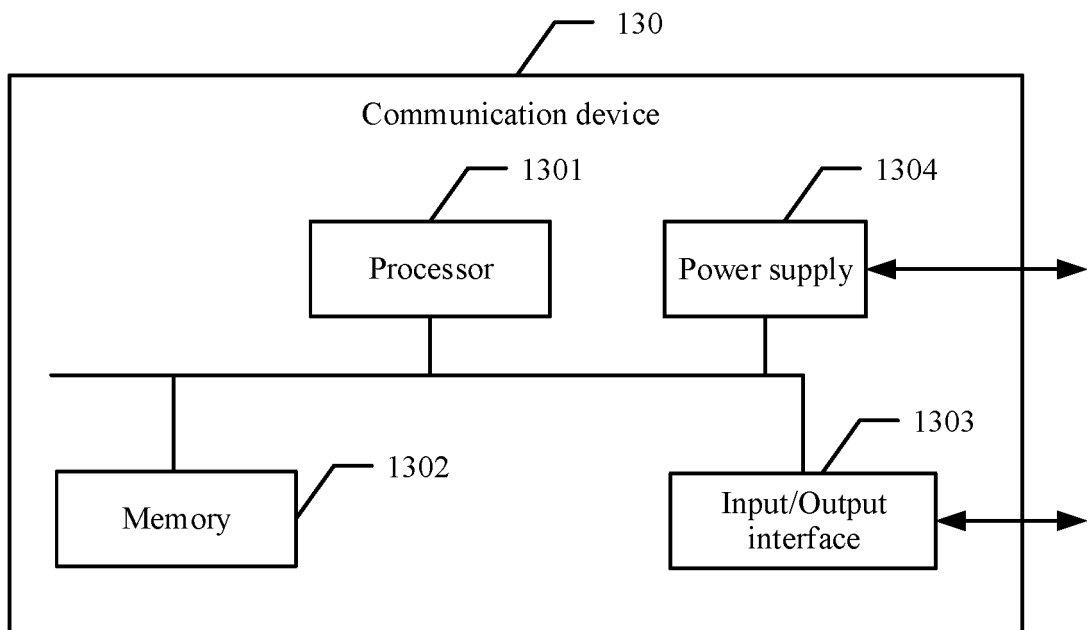 130
Communication device
1301
1304
Processor
Power supply
1303
1302
Memory
Input/Output
interface